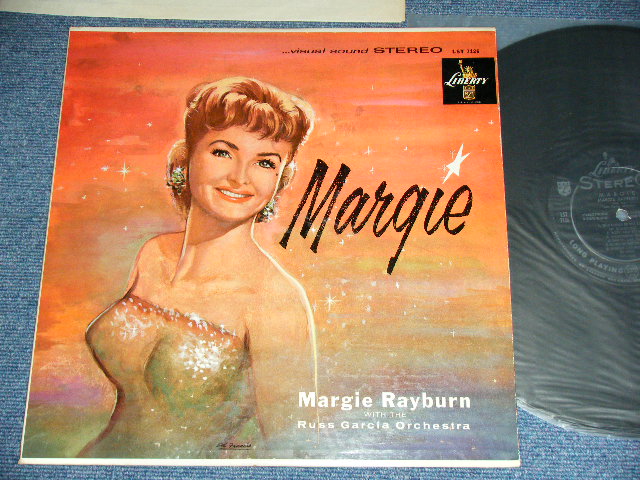 ...visual sound STEREO
LIBERTY
Margie
Margie Rayburn
WITH THE
Russ Garcia Orchestra
LIBERTY
STEREO
LONG PLAYING